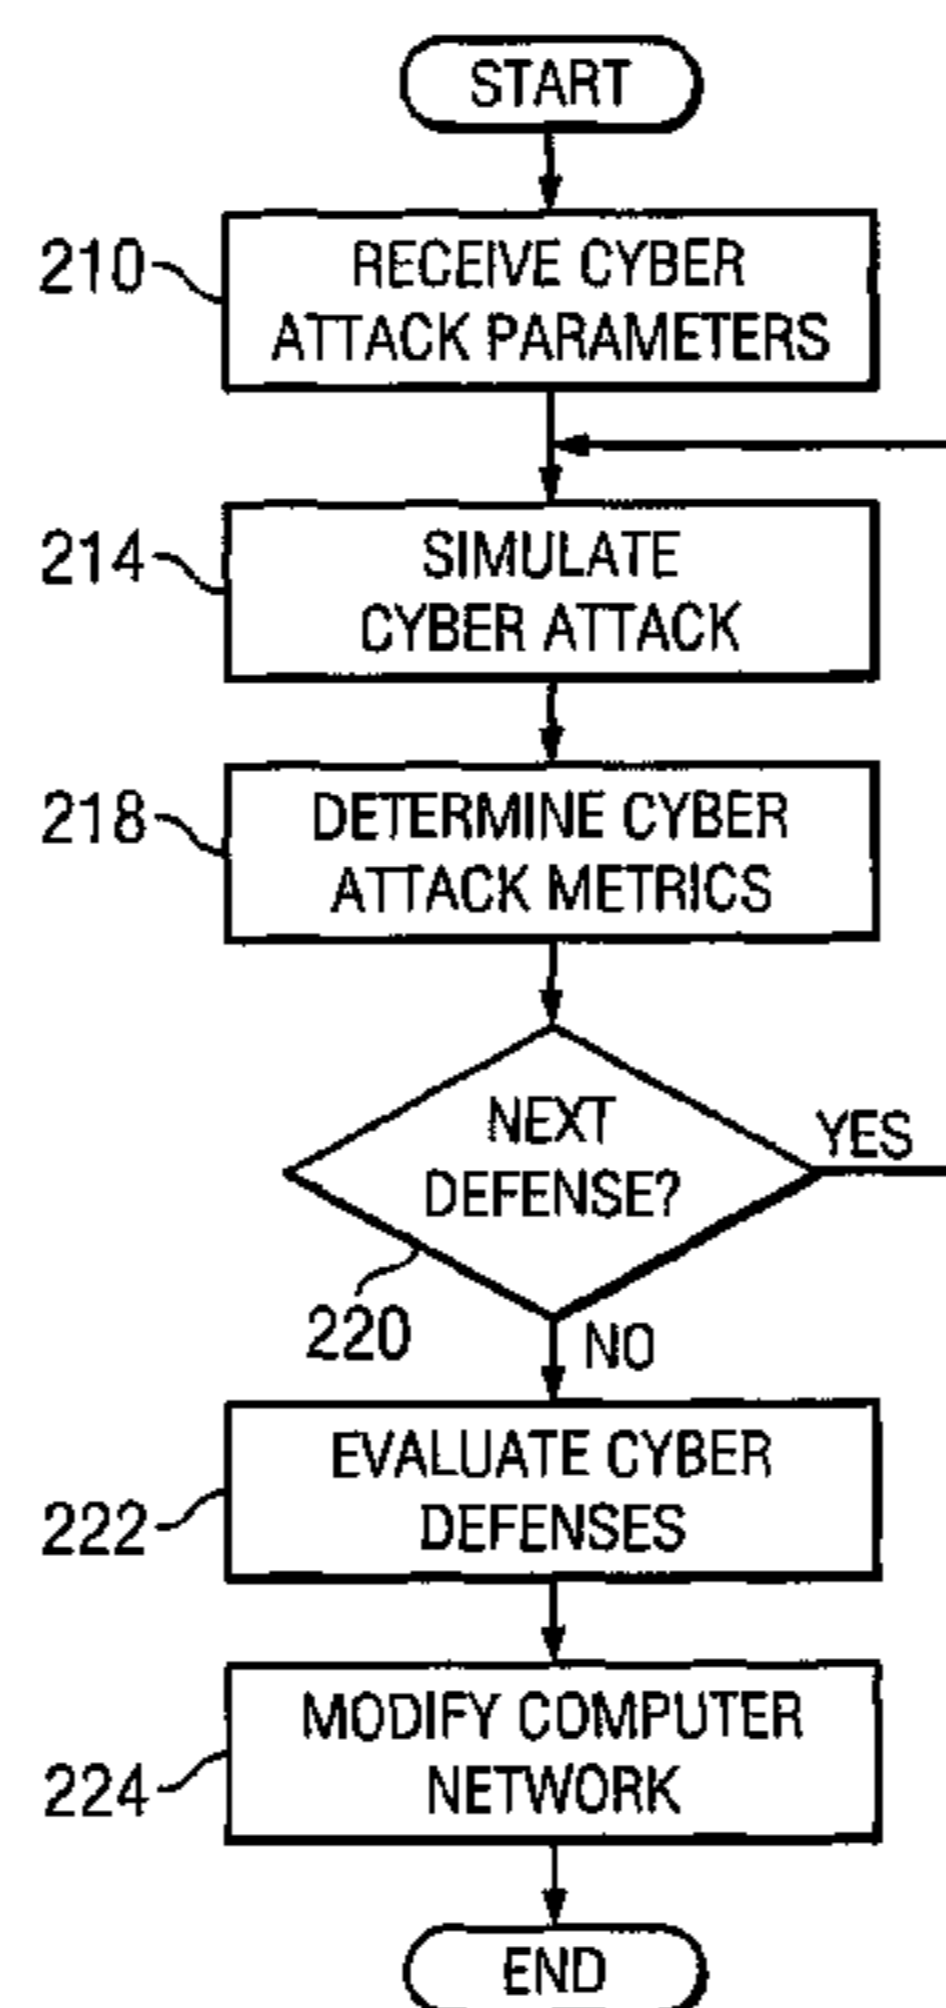 START
210
RECEIVE CYBER
ATTACK PARAMETERS
214
SIMULATE
CYBER ATTACK
218
DETERMINE CYBER
ATTACK METRICS
NEXT
DEFENSE?
YES
220
NO
222
EVALUATE CYBER
DEFENSES
224
MODIFY COMPUTER
NETWORK
END